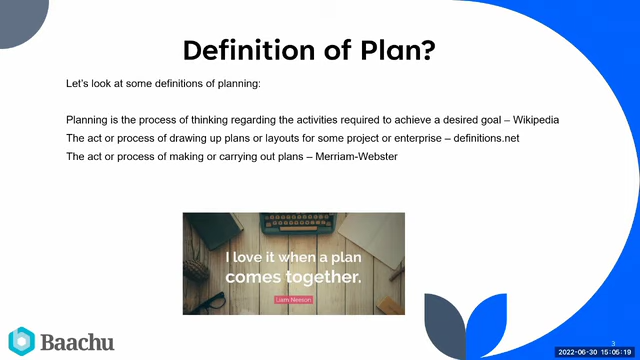 Definition of Plan?
Let's look at some definitions of planning:
Planning is the process of thinking regarding the activities required to achieve a desired goal – Wikipedia
The act or process of drawing up plans or layouts for some project or enterprise – definitions.net
The act or process of making or carrying out plans – Merriam-Webster
I love it when a plan
comes together.
Liam Neeson
3
Baachu
2022-06-30 15:05:19